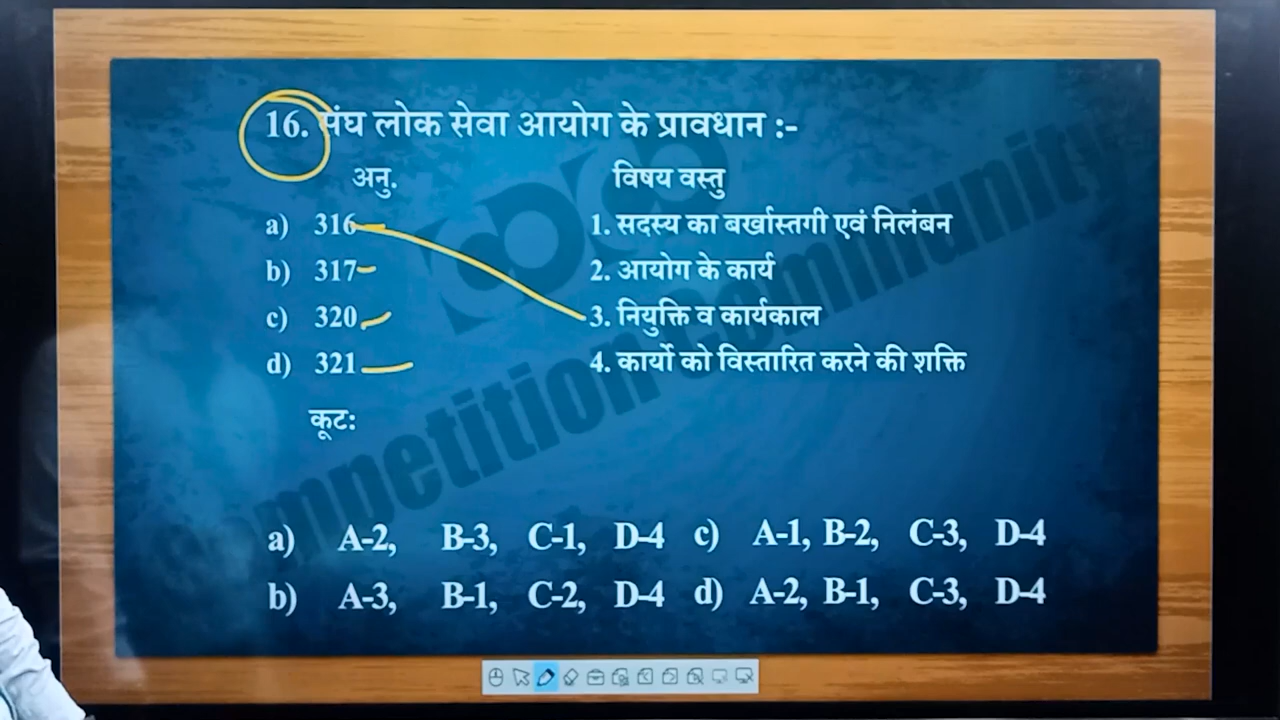 16. संघ लोक सेवा आयोग के प्रावधान :-
अनु. विषय वस्तु
a) 316 1. सदस्य का बर्खास्तगी एवं निलंबन
b) 317 2. आयोग के कार्य
c) 320 3. नियुक्ति व कार्यकाल
d) 321 4. कार्यो को विस्तारित करने की शक्ति
कूट:
a) A-2, B-3, C-1, D-4 c) A-1, B-2, C-3, D-4
b) A-3, B-1, C-2, D-4 d) A-2, B-1, C-3, D-4
Competition Community